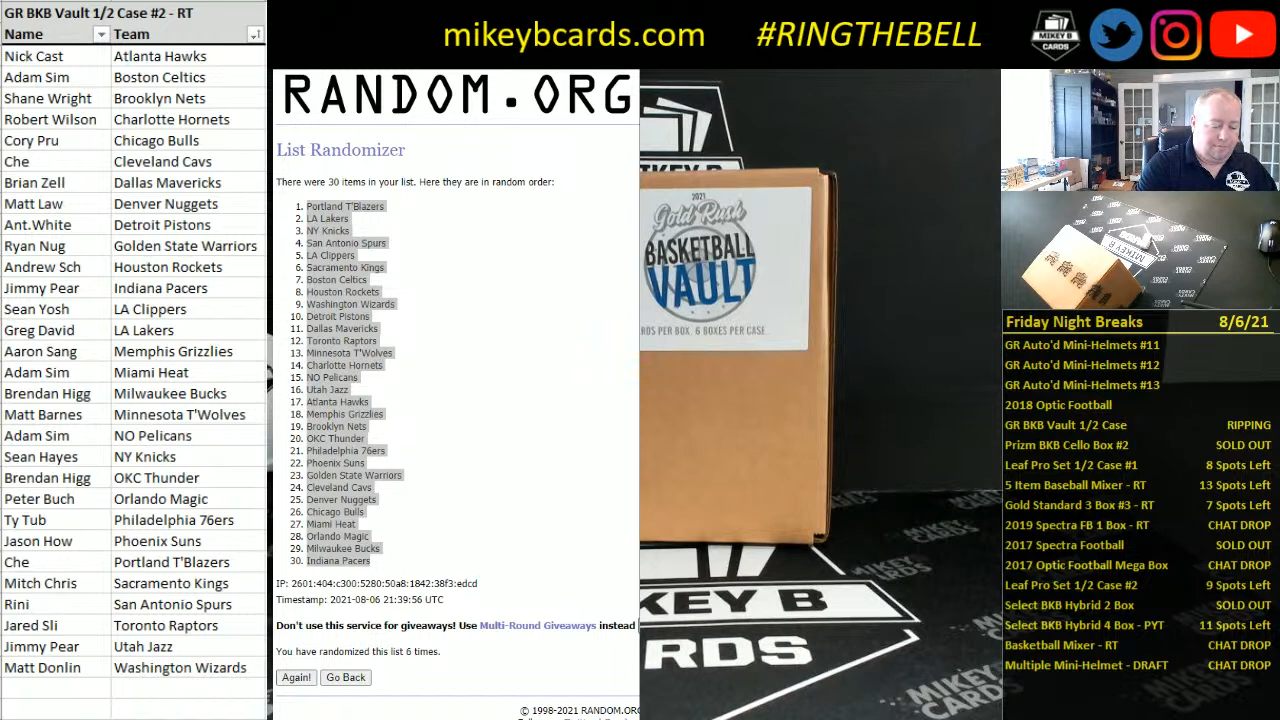 GR BKB Vault 1/2 Case #2 - RT
Name Team
Nick Cast Atlanta Hawks
Adam Sim Boston Celtics
Shane Wright Brooklyn Nets
Robert Wilson Charlotte Hornets
Cory Pru Chicago Bulls
Che Cleveland Cavs
Brian Zell Dallas Mavericks
Matt Law Denver Nuggets
Ant.White Detroit Pistons
Ryan Nug Golden State Warriors
Andrew Sch Houston Rockets
Jimmy Pear Indiana Pacers
Sean Yosh LA Clippers
Greg David LA Lakers
Aaron Sang Memphis Grizzlies
Adam Sim Miami Heat
Brendan Higg Milwaukee Bucks
Matt Barnes Minnesota T'Wolves
Adam Sim NO Pelicans
Sean Hayes NY Knicks
Brendan Higg OKC Thunder
Peter Buch Orlando Magic
Ty Tub Philadelphia 76ers
Jason How Phoenix Suns
Che Portland T'Blazers
Mitch Chris Sacramento Kings
Rini San Antonio Spurs
Jared Sli Toronto Raptors
Jimmy Pear Utah Jazz
Matt Donlin Washington Wizards
mikeybcards.com #RINGTHEBELL
MIKEY B
CARDS
RANDOM.ORG
List Randomizer
There were 30 items in your list. Here they are in random order:
1. Portland T'Blazers
2. LA Lakers
3. NY Knicks
4. San Antonio Spurs
5. LA Clippers
6. Sacramento Kings
7. Boston Celtics
8. Houston Rockets
9. Washington Wizards
10. Detroit Pistons
11. Dallas Mavericks
12. Toronto Raptors
13. Minnesota T'Wolves
14. Charlotte Hornets
15. NO Pelicans
16. Utah Jazz
17. Atlanta Hawks
18. Memphis Grizzlies
19. Brooklyn Nets
20. OKC Thunder
21. Philadelphia 76ers
22. Phoenix Suns
23. Golden State Warriors
24. Cleveland Cavs
25. Denver Nuggets
26. Chicago Bulls
27. Miami Heat
28. Orlando Magic
29. Milwaukee Bucks
30. Indiana Pacers
IP: 2601:404:c300:5280:50a8:1842:38f3:edcd
Timestamp: 2021-08-06 21:39:56 UTC
Don't use this service for giveaways! Use Multi-Round Giveaways instead
You have randomized this list 6 times.
Again! Go Back
© 1998-2021 RANDOM.ORG
2021
Gold Rush
BASKETBALL
VAULT
RDS PER BOX. 6 BOXES PER CASE
KEY B
RDS
MIKEY
CARDS
Friday Night Breaks 8/6/21
GR Auto'd Mini-Helmets #11
GR Auto'd Mini-Helmets #12
GR Auto'd Mini-Helmets #13
2018 Optic Football
GR BKB Vault 1/2 Case RIPPING
Prizm BKB Cello Box #2 SOLD OUT
Leaf Pro Set 1/2 Case #1 8 Spots Left
5 Item Baseball Mixer - RT 13 Spots Left
Gold Standard 3 Box #3 - RT 7 Spots Left
2019 Spectra FB 1 Box - RT CHAT DROP
2017 Spectra Football SOLD OUT
2017 Optic Football Mega Box CHAT DROP
Leaf Pro Set 1/2 Case #2 9 Spots Left
Select BKB Hybrid 2 Box SOLD OUT
Select BKB Hybrid 4 Box - PYT 11 Spots Left
Basketball Mixer - RT CHAT DROP
Multiple Mini-Helmet - DRAFT CHAT DROP